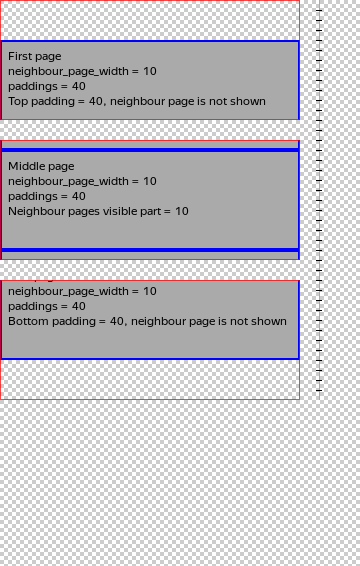 First page
neighbour_page_width = 10
paddings = 40
Top padding = 40, neighbour page is not shown
Middle page
neighbour_page_width = 10
paddings = 40
Neighbour pages visible part = 10
neighbour_page_width = 10
paddings = 40
Bottom padding = 40, neighbour page is not shown